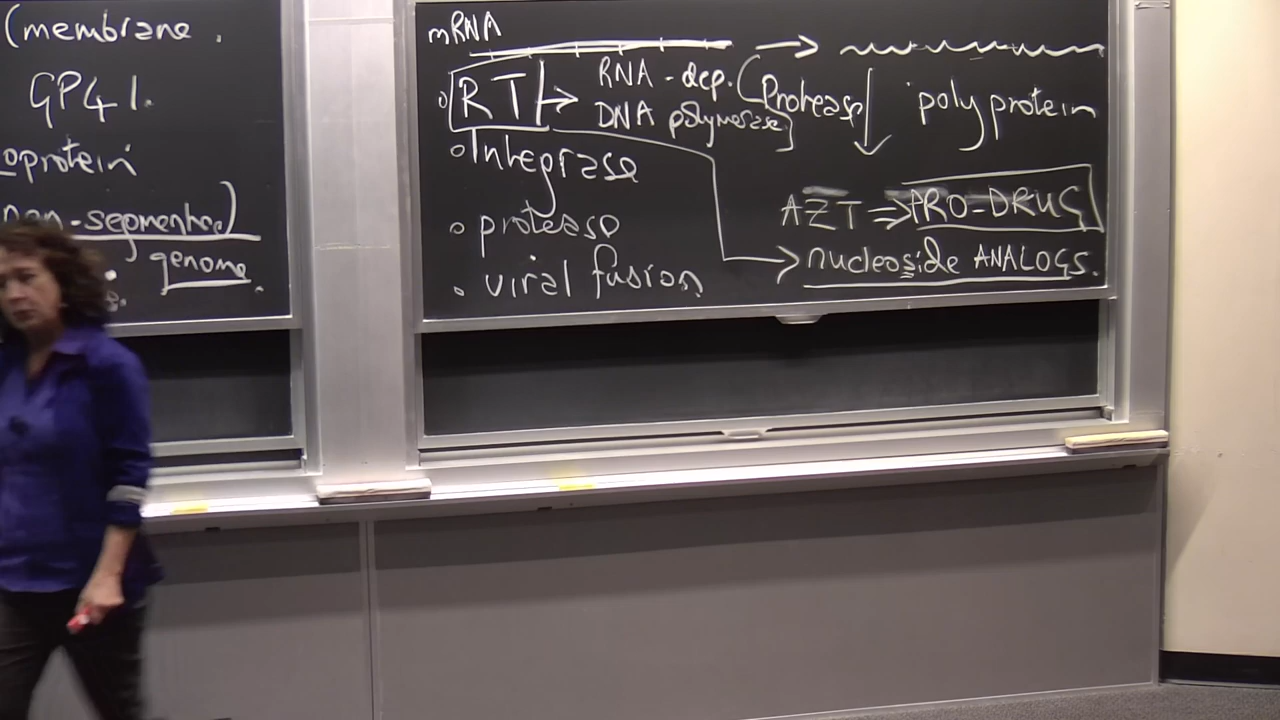 (membrane.
GP41.
oprotein
non-segmented)
genome.
mRNA
RT → RNA-dep. (Protease
DNA polymerase]
polyprotein
Integrase
protease
viral fusion
AZT ⇒ PRO-DRUG
nucleoside ANALOGS.